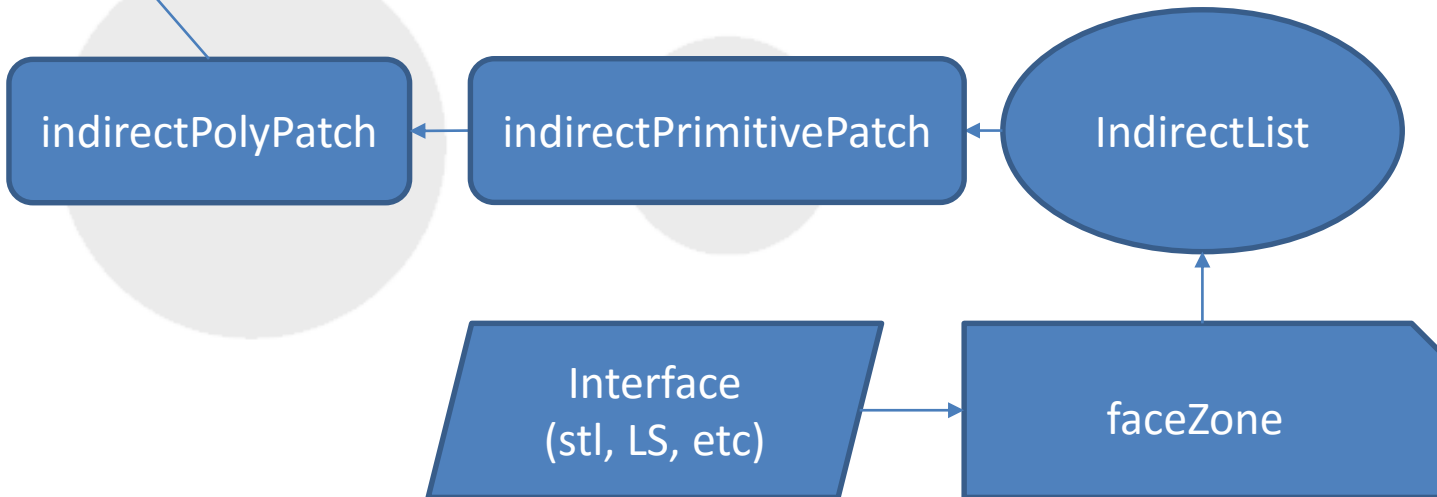 indirectPolyPatch
indirectPrimitivePatch
IndirectList
Interface
(stl, LS, etc)
faceZone